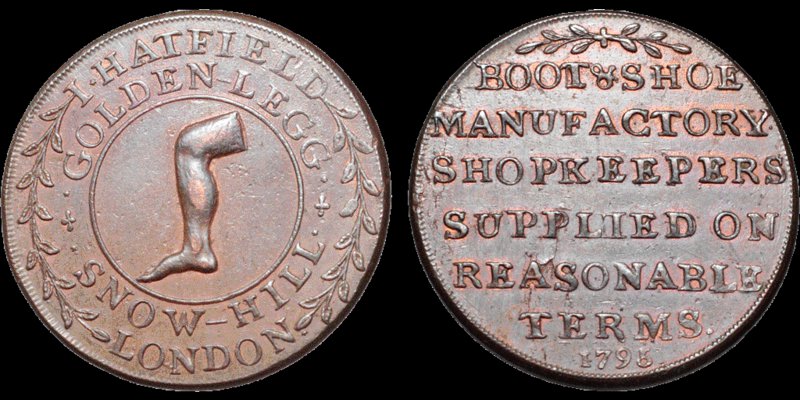 I·HATFIELD
GOLDEN-LEGG
SNOW-HILL
LONDON.
BOOT & SHOE
MANUFACTORY·
SHOPKEEPERS
SUPPLIED ON
REASONABLE
TERMS.
1795